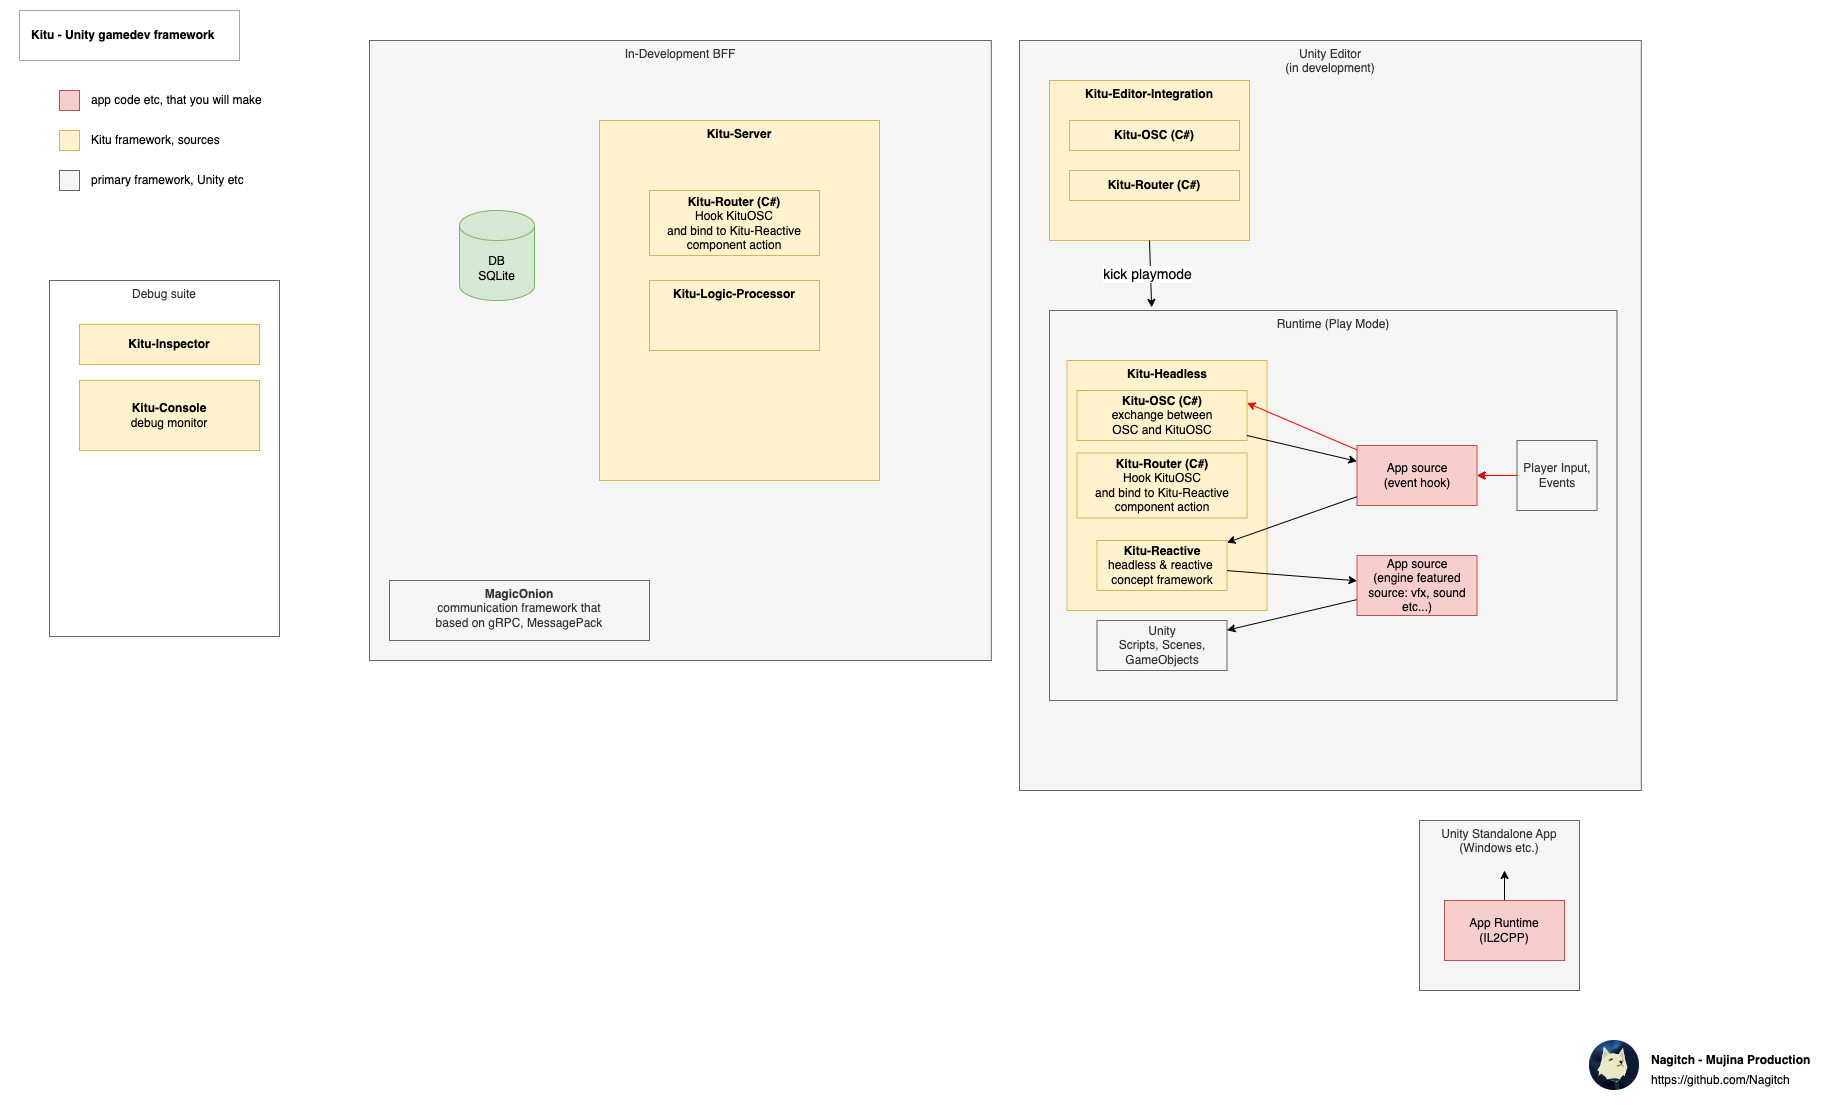 Kitu - Unity gamedev framework
app code etc, that you will make
Kitu framework, sources
primary framework, Unity etc
Debug suite
Kitu-Inspector
Kitu-Console
debug monitor
In-Development BFF
Kitu-Server
Kitu-Router (C#)
Hook KituOSC
and bind to Kitu-Reactive
component action
DB
SQLite
Kitu-Logic-Processor
MagicOnion
communication framework that
based on gRPC, MessagePack
Unity Editor
(in development)
Kitu-Editor-Integration
Kitu-OSC (C#)
Kitu-Router (C#)
kick playmode
Runtime (Play Mode)
Kitu-Headless
Kitu-OSC (C#)
exchange between
OSC and KituOSC
Kitu-Router (C#)
Hook KituOSC
and bind to Kitu-Reactive
component action
Kitu-Reactive
headless & reactive
concept framework
App source
(event hook)
Player Input,
Events
App source
(engine featured
source: vfx, sound
etc...)
Unity
Scripts, Scenes,
GameObjects
Unity Standalone App
(Windows etc.)
App Runtime
(IL2CPP)
Nagitch - Mujina Production
https://github.com/Nagitch